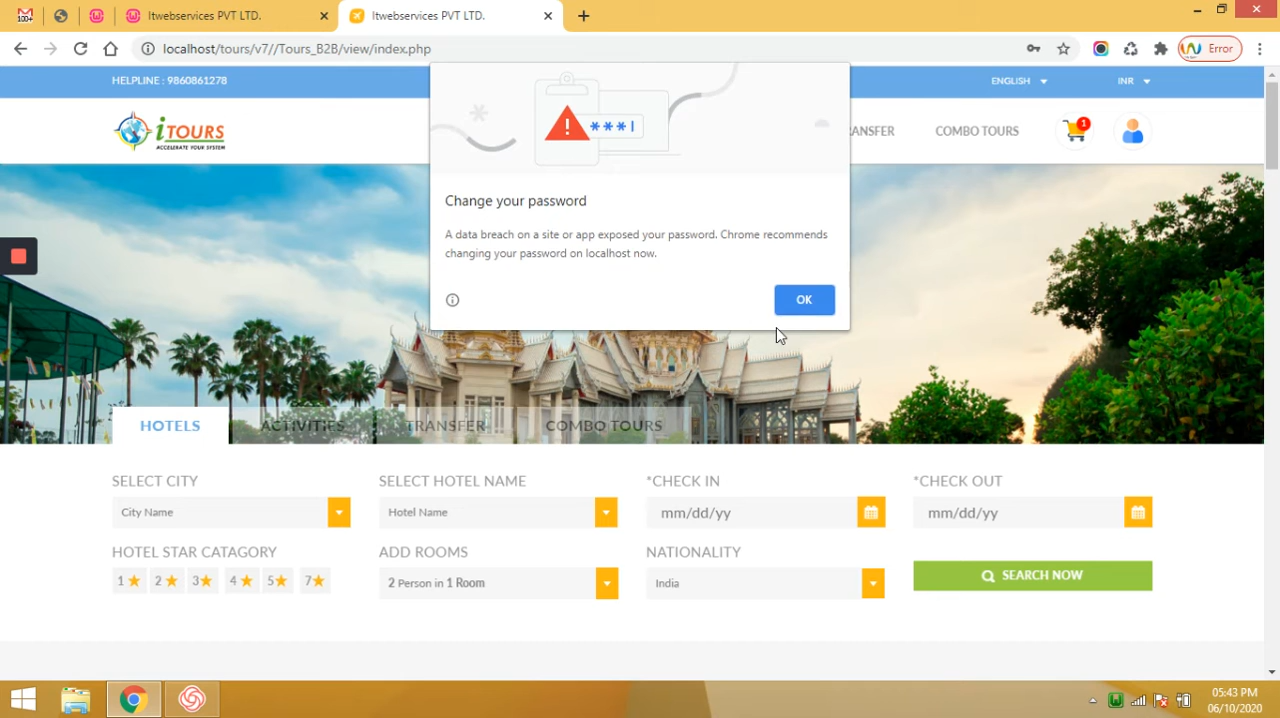 100+
Itwebservices PVT LTD.
Itwebservices PVT LTD.
localhost/tours/v7//Tours_B2B/view/index.php
Error
HELPLINE : 9860861278
ENGLISH
INR
iTOURS
ACCELERATE YOUR SYSTEM
RANSFER
COMBO TOURS
1
***
Change your password
A data breach on a site or app exposed your password. Chrome recommends
changing your password on localhost now.
OK
HOTELS
ACTIVITIES
TRANSFER
COMBO TOURS
SELECT CITY
SELECT HOTEL NAME
*CHECK IN
*CHECK OUT
City Name
Hotel Name
mm/dd/yy
mm/dd/yy
HOTEL STAR CATAGORY
ADD ROOMS
NATIONALITY
1 2 3 4 5 7
2 Person in 1 Room
India
SEARCH NOW
05:43 PM
06/10/2020